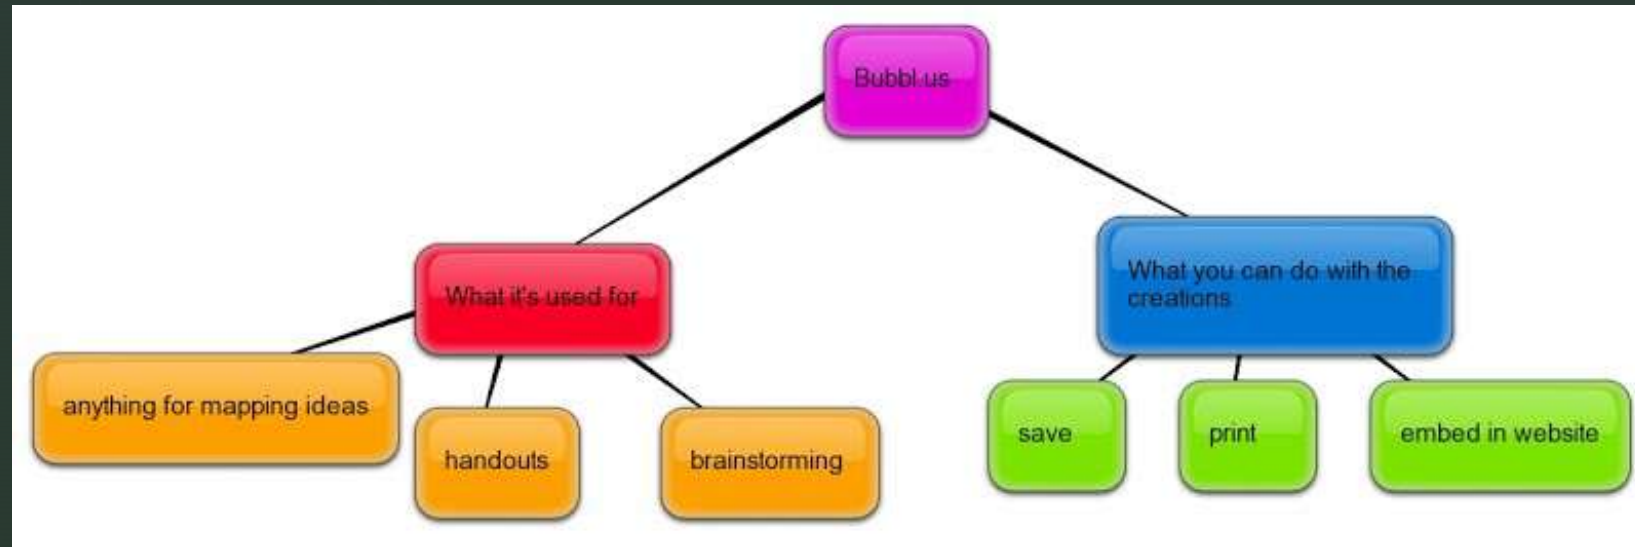 Bubbl.us
What it's used for
What you can do with the
creations
anything for mapping ideas
handouts
brainstorming
save
print
embed in website